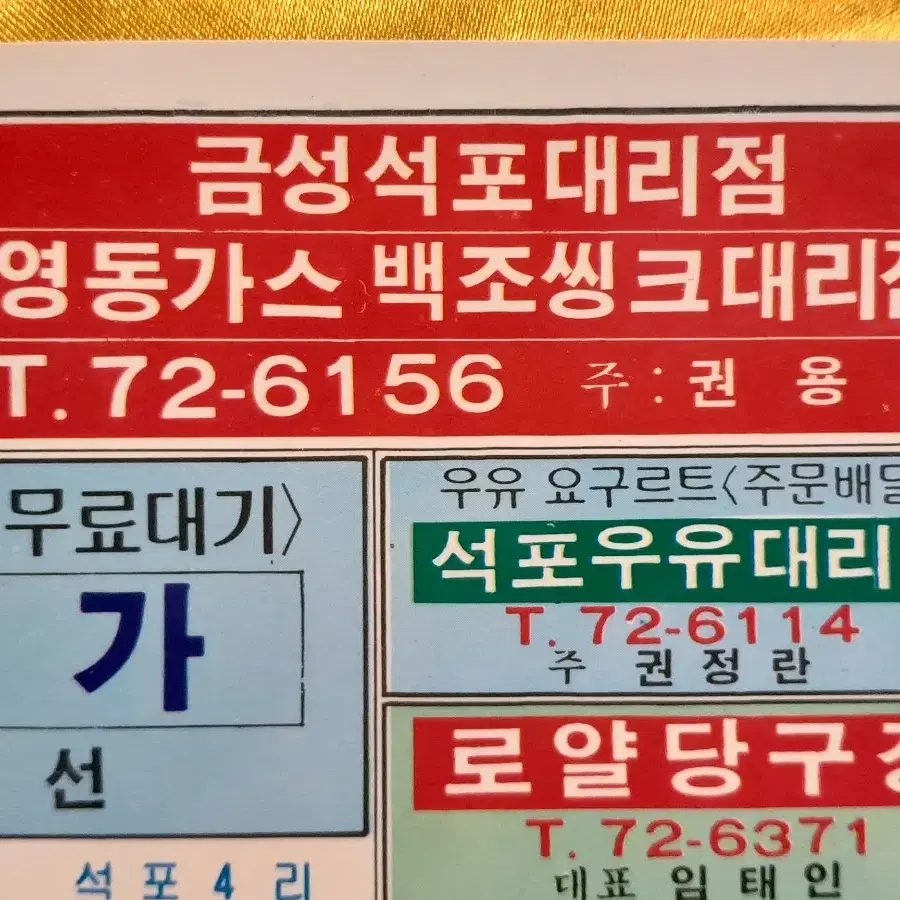 금성석포대리점
영동가스 백조씽크대리점
T. 72-6156 주 : 권 용
무료대기〉
가
선
석 포 4 리
우유 요구르트〈주문배달
석포우유대리
T. 72-6114
주 권 정 란
로얄당구장
T. 72-6371
대표 임 태 인